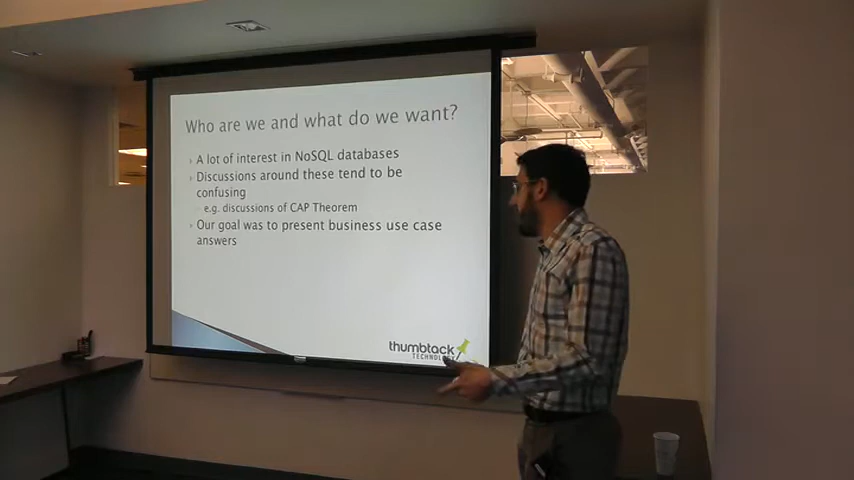 Who are we and what do we want?
A lot of interest in NoSQL databases
Discussions around these tend to be
confusing
e.g. discussions of CAP Theorem
Our goal was to present business use case
answers
thumbtack
TECHNOLOGY